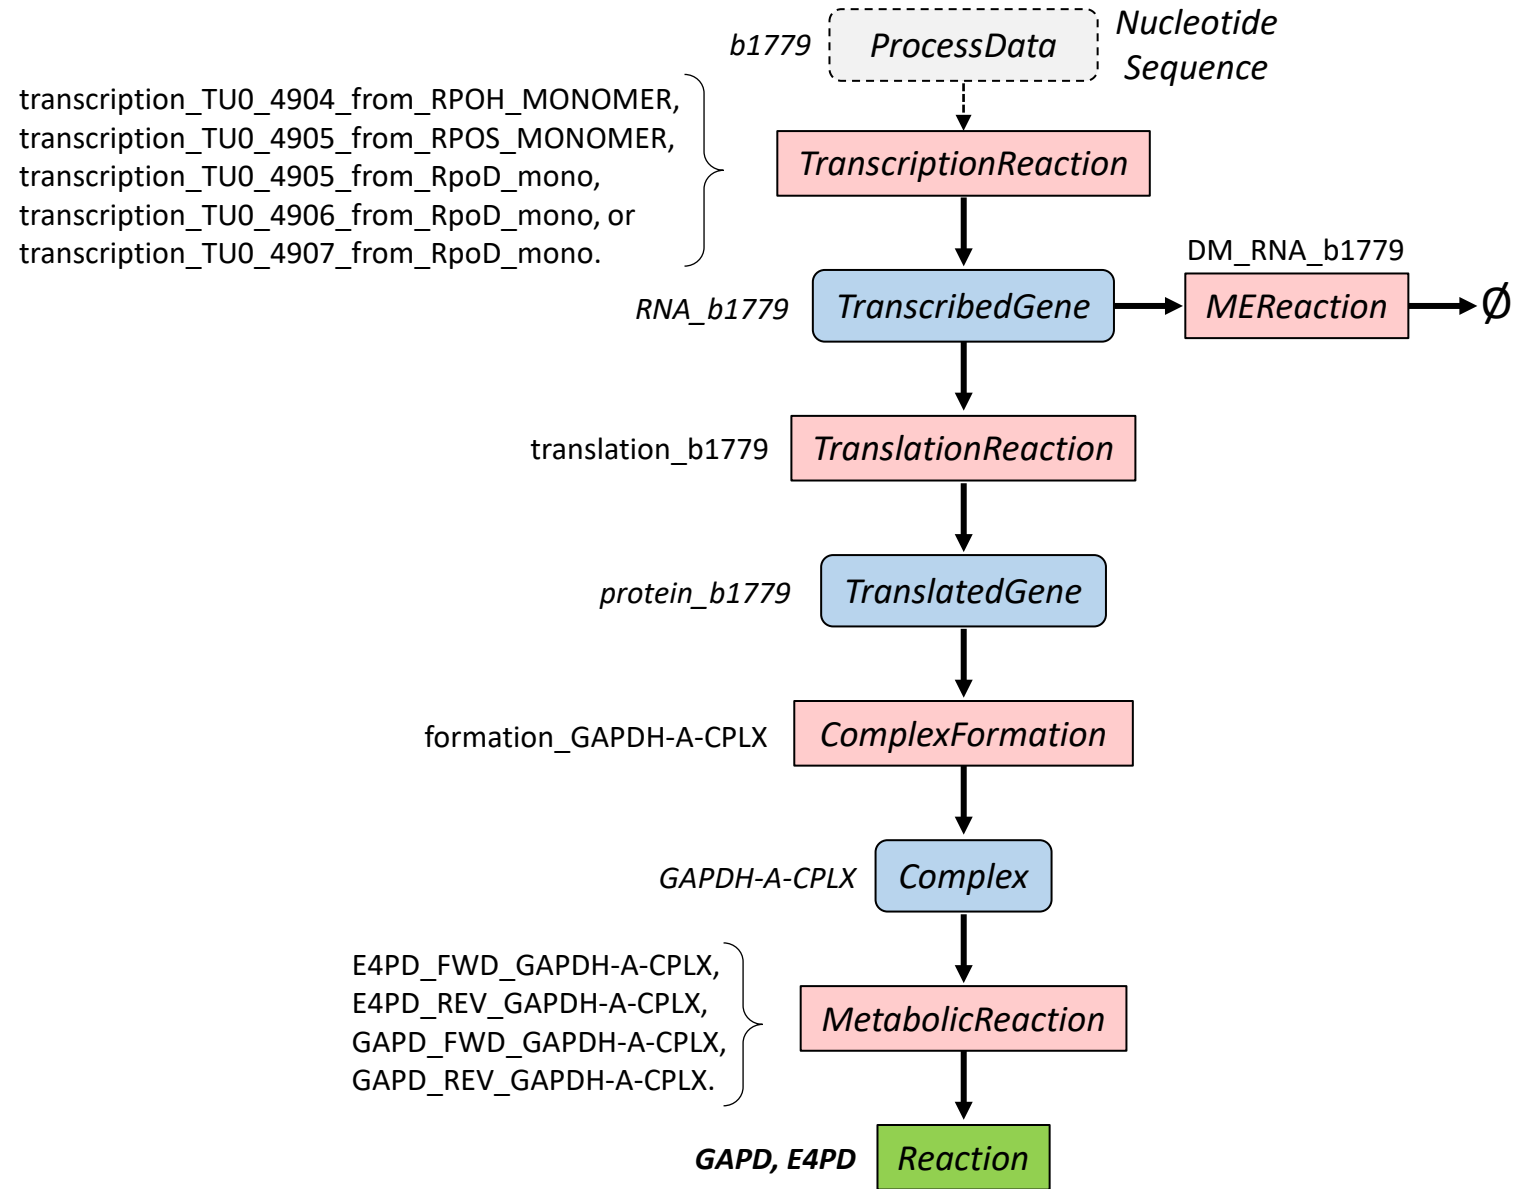 b1779
ProcessData
Nucleotide
Sequence
transcription_TU0_4904_from_RPOH_MONOMER,
transcription_TU0_4905_from_RPOS_MONOMER,
transcription_TU0_4905_from_RpoD_mono,
transcription_TU0_4906_from_RpoD_mono, or
transcription_TU0_4907_from_RpoD_mono.
TranscriptionReaction
RNA_b1779
TranscribedGene
DM_RNA_b1779
MEReaction
Ø
translation_b1779
TranslationReaction
protein_b1779
TranslatedGene
formation_GAPDH-A-CPLX
ComplexFormation
GAPDH-A-CPLX
Complex
E4PD_FWD_GAPDH-A-CPLX,
E4PD_REV_GAPDH-A-CPLX,
GAPD_FWD_GAPDH-A-CPLX,
GAPD_REV_GAPDH-A-CPLX.
MetabolicReaction
GAPD, E4PD
Reaction